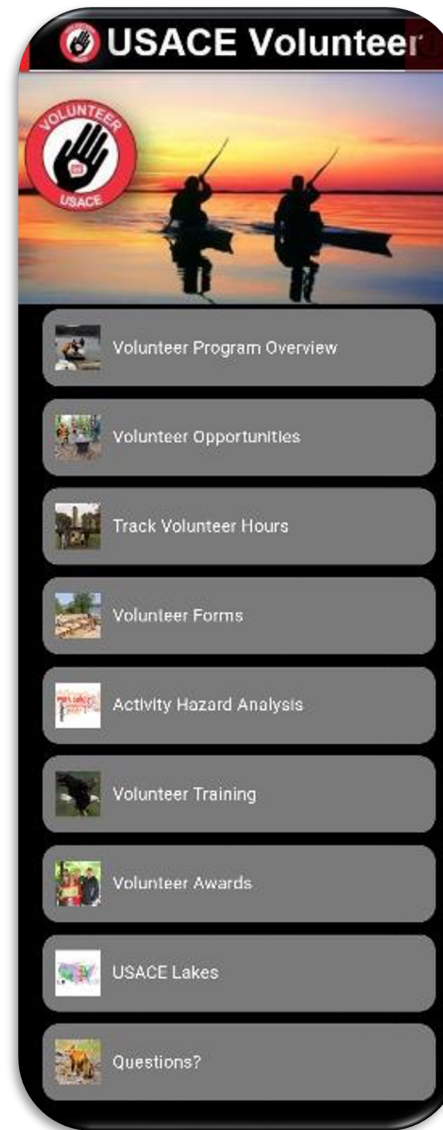 USACE Volunteer
VOLUNTEER
USACE
Volunteer Program Overview
Volunteer Opportunities
Track Volunteer Hours
Volunteer Forms
Activity Hazard Analysis
Volunteer Training
Volunteer Awards
USACE Lakes
Questions?